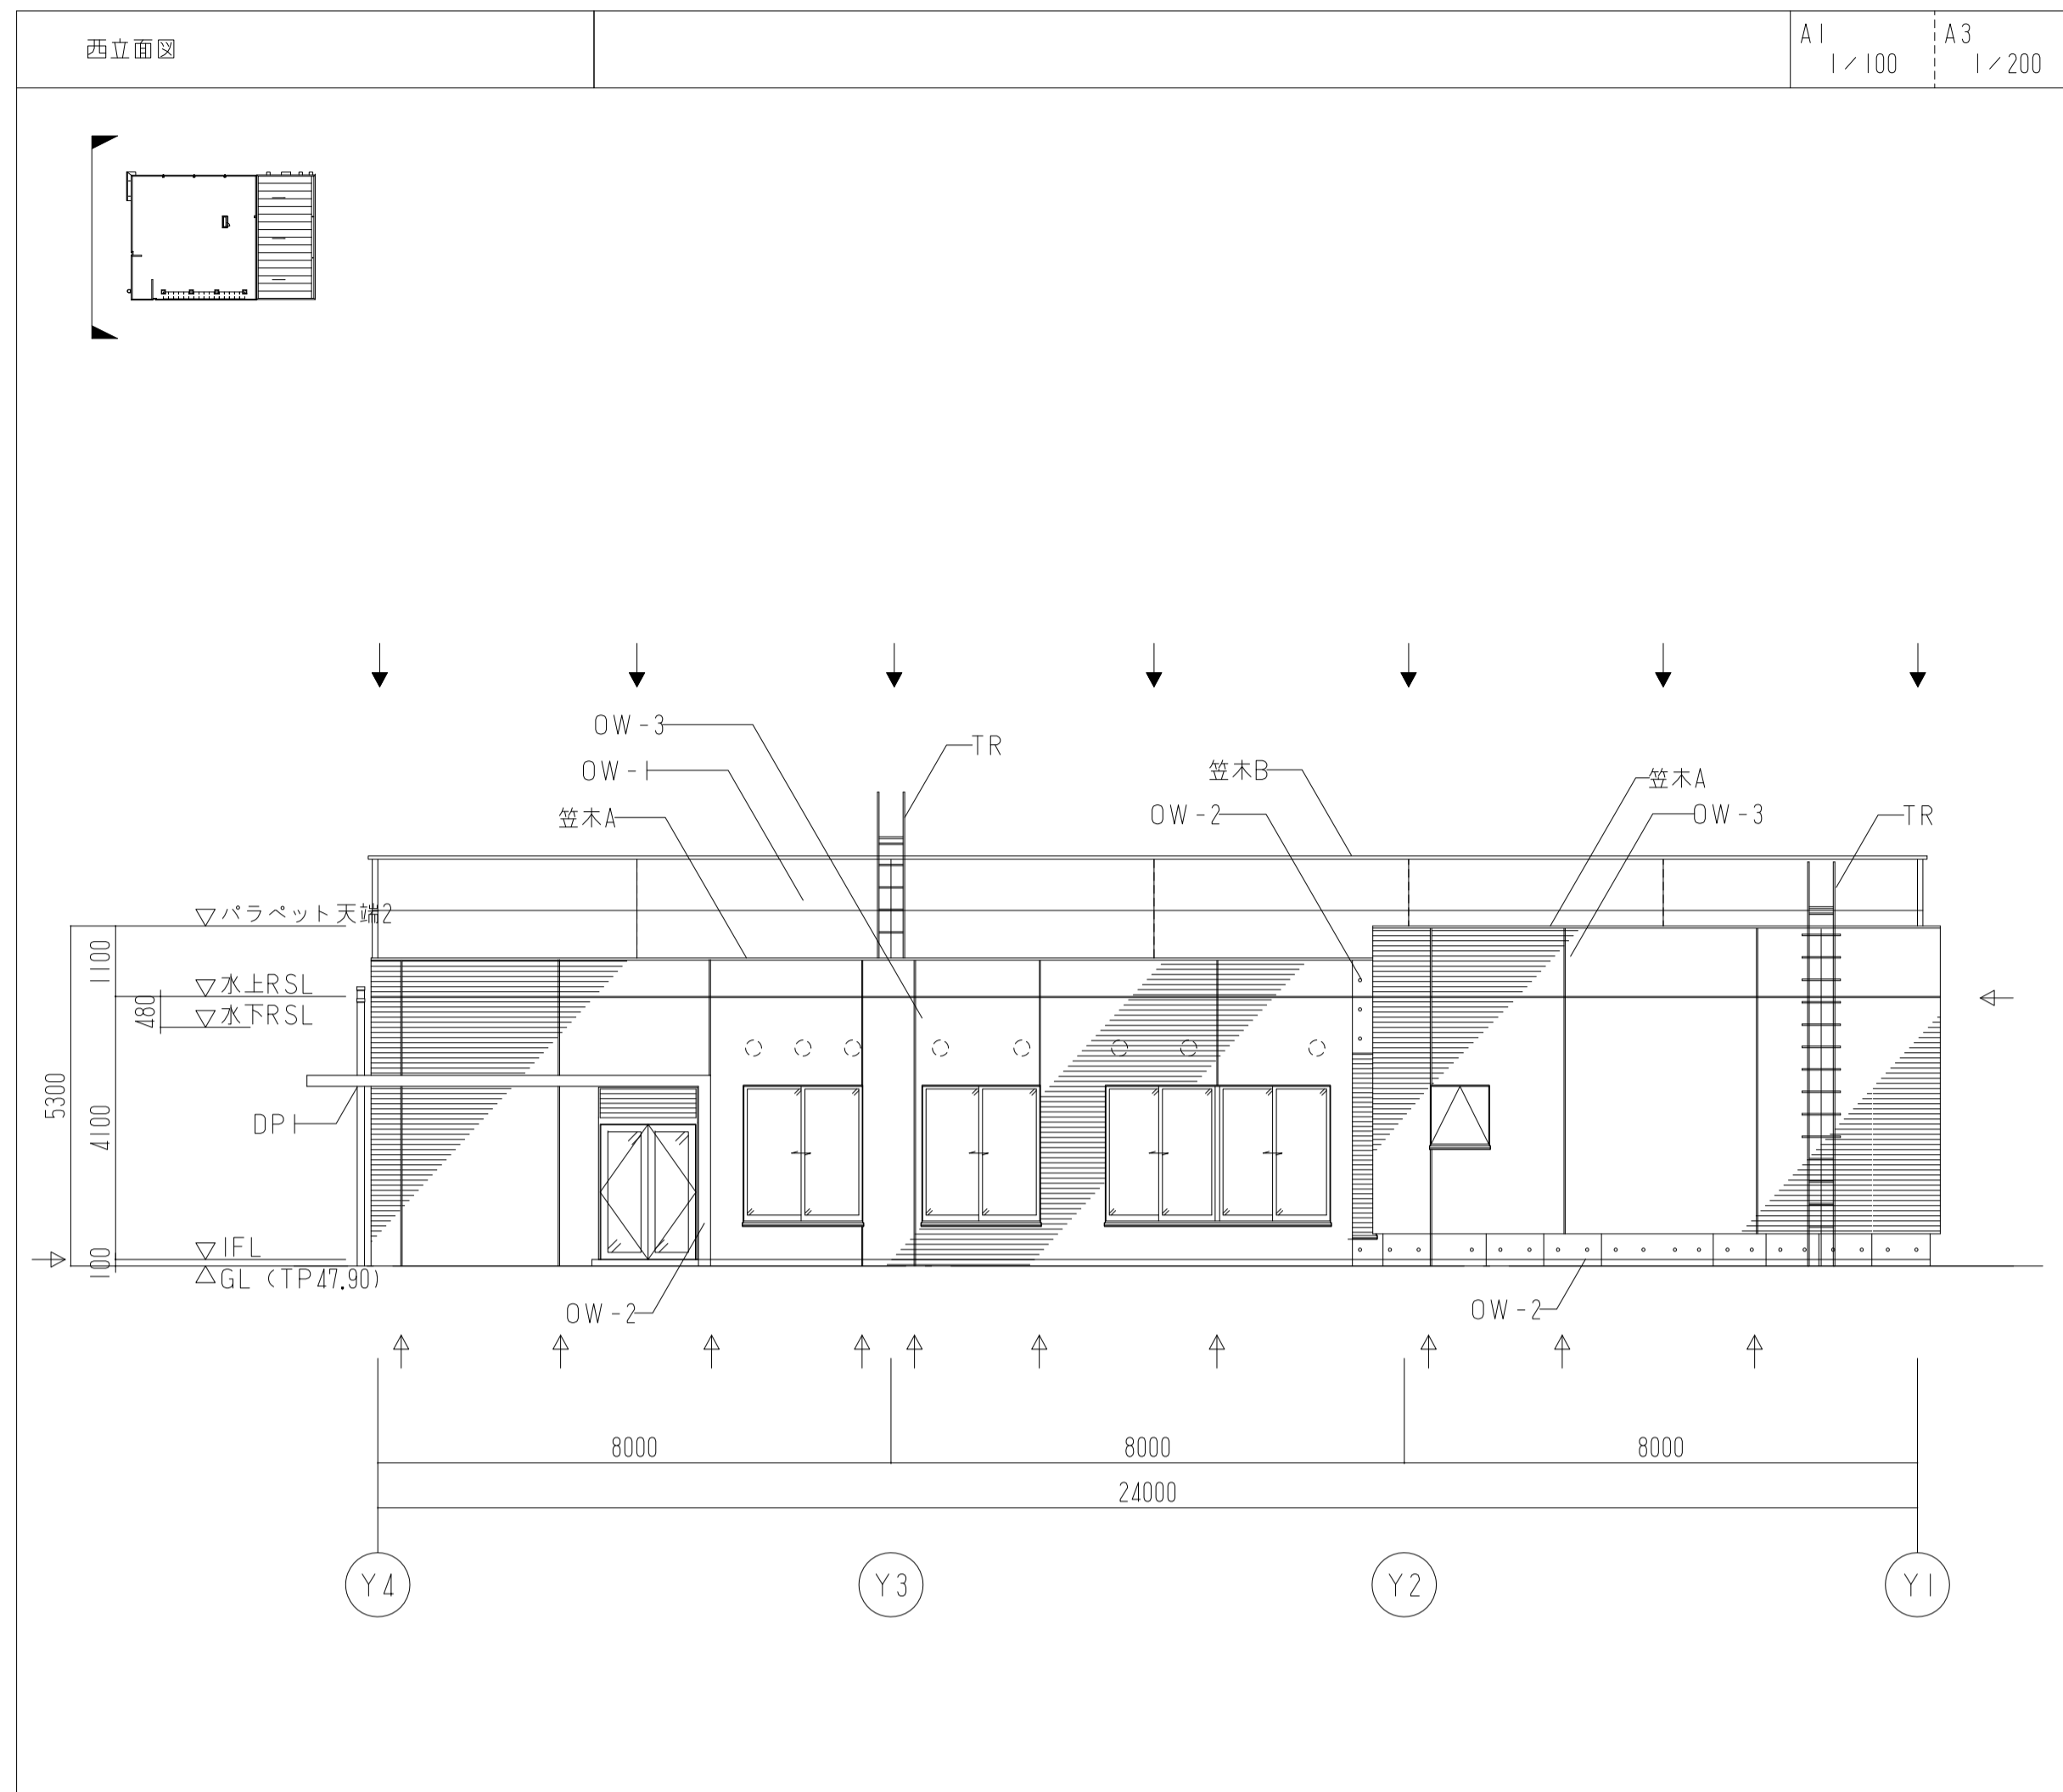 西立面図
A1
1/100
A3
1/200
OW-3
TR
OW-1
笠木B
笠木A
笠木A
OW-2
OW-3
TR
パラペット天端2
1100
水上RSL
480
水下RSL
5300
4100
DP1
1FL
100
GL (TP47.90)
OW-2
OW-2
8000
8000
8000
24000
Y4
Y3
Y2
Y1